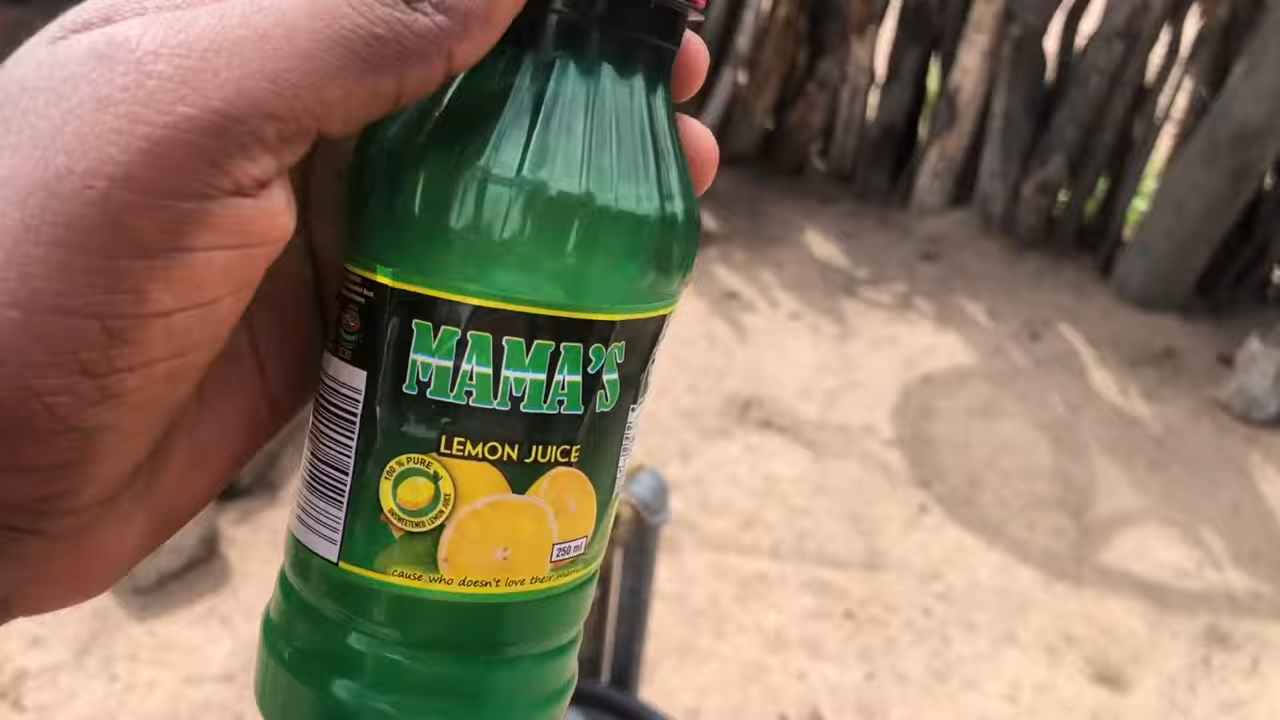 MAMA'S
LEMON JUICE
100 % PURE
UNSWEETENED LEMON JUICE
250 ml
...cause who doesn't love their